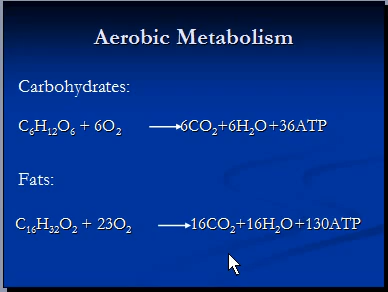 Aerobic Metabolism
Carbohydrates:
C₆H₁₂O₆ + 6O₂ → 6CO₂+6H₂O+36ATP
Fats:
C₁₆H₃₂O₂ + 23O₂ → 16CO₂+16H₂O+130ATP